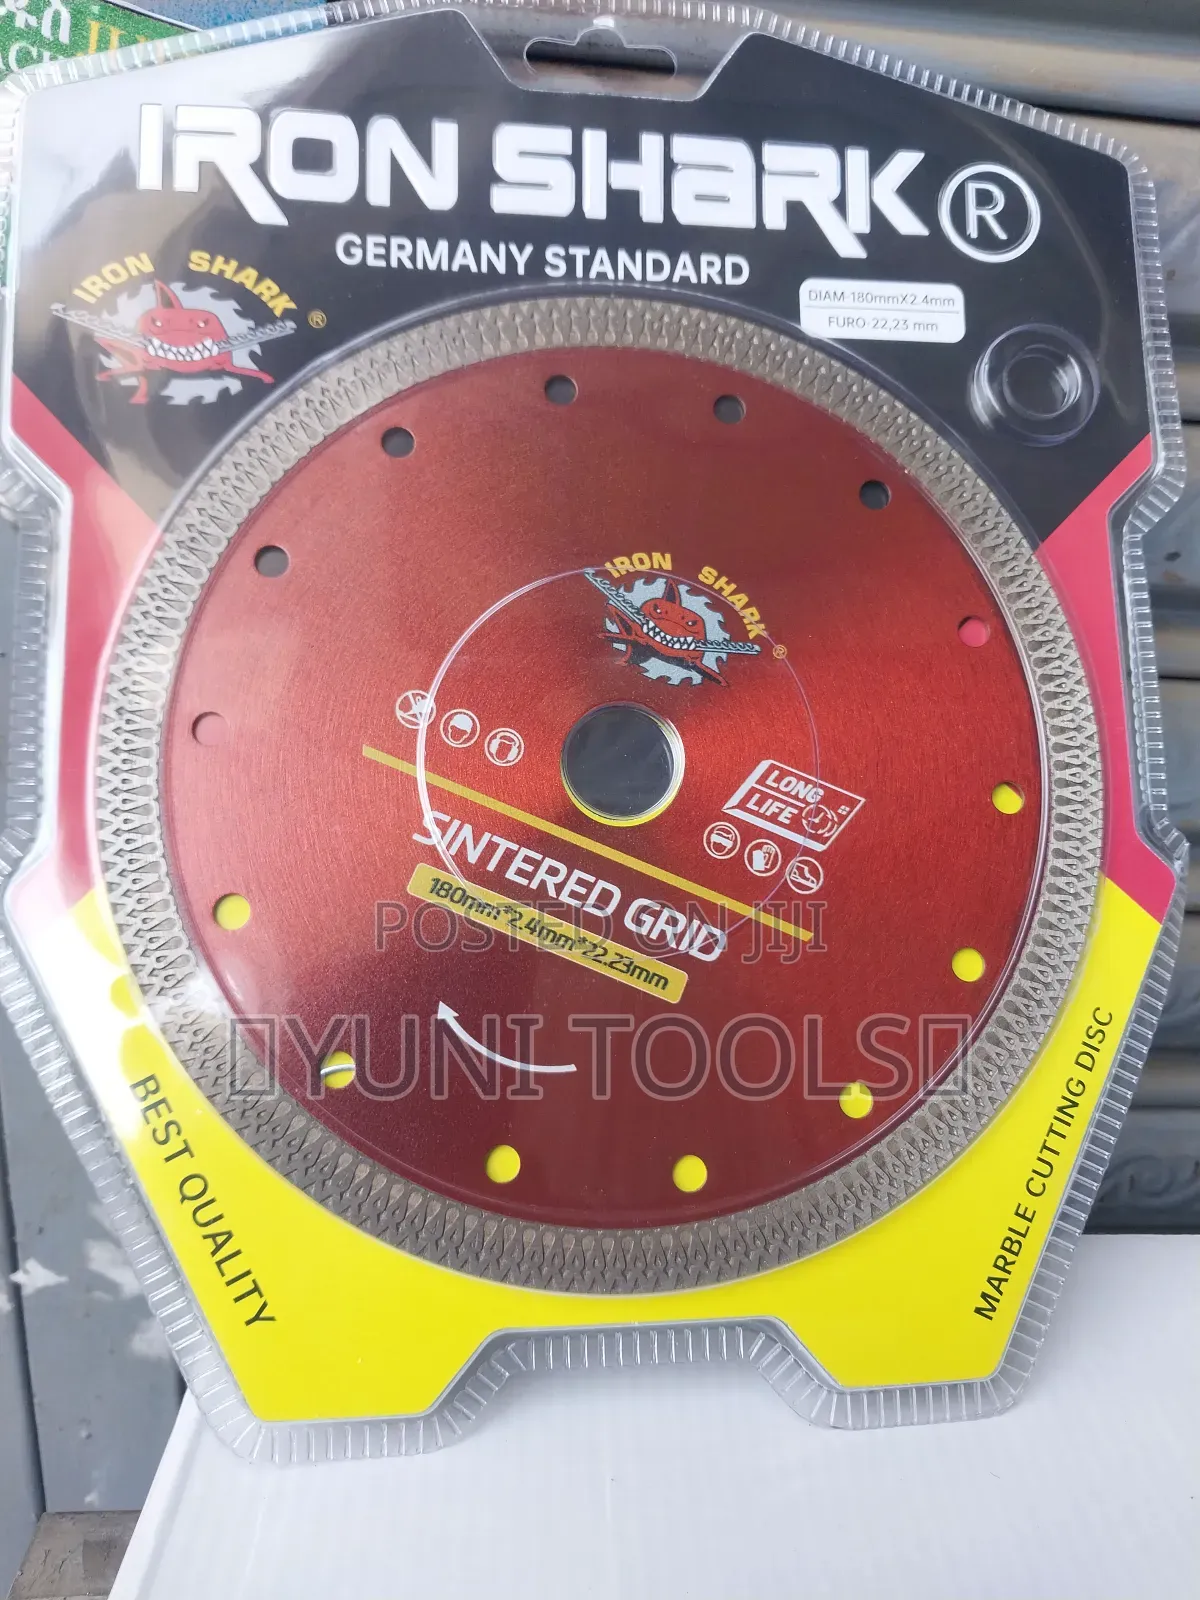 IRON SHARK ®
GERMANY STANDARD
DIAM-180mmX2.4mm
FURO-22,23 mm
IRON SHARK ®
IRON SHARK ®
LONG
LIFE
SINTERED GRID
180mm*2.4mm*22.23mm
POSTED ON JIJI
YUNI TOOLS
BEST QUALITY
MARBLE CUTTING DISC